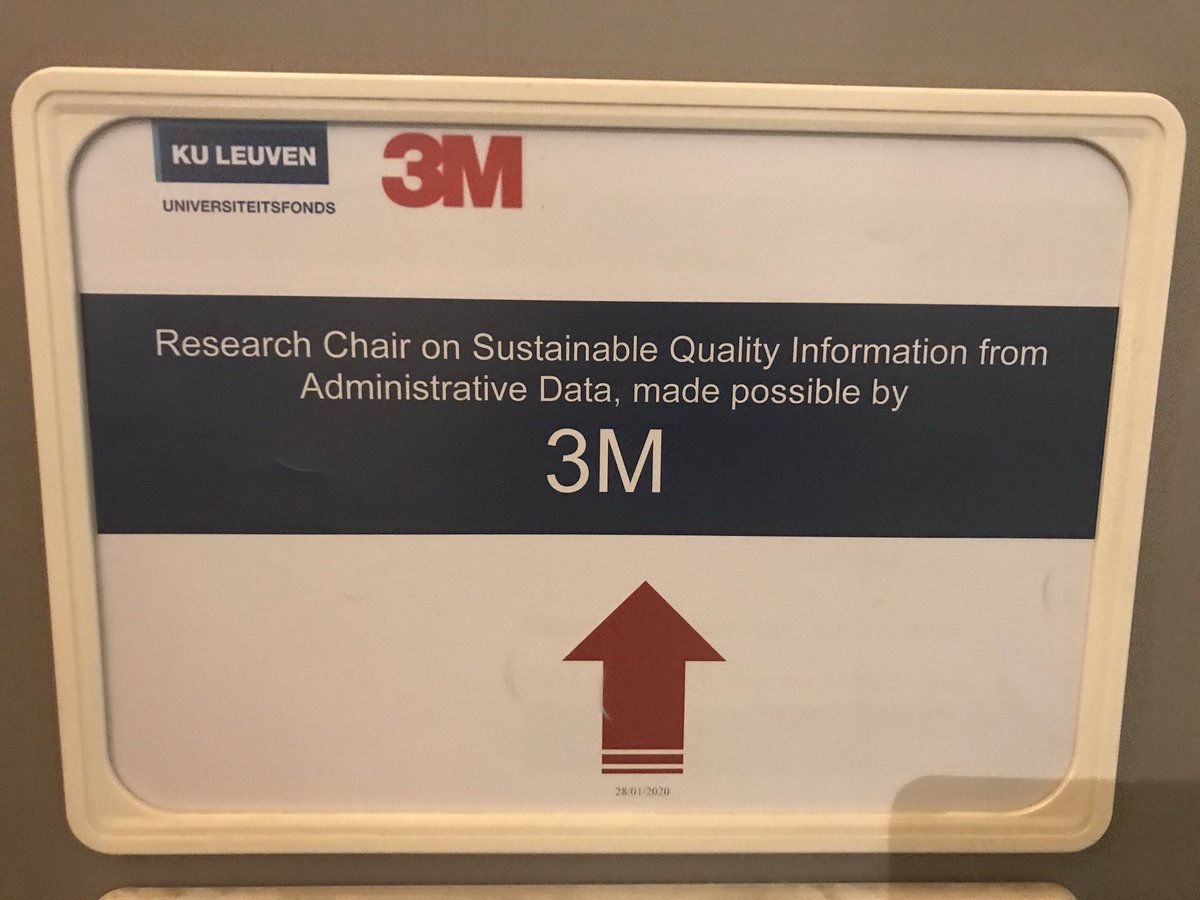 KU LEUVEN 3M
UNIVERSITEITSFONDS
Research Chair on Sustainable Quality Information from
Administrative Data, made possible by
3M
28/01/2020